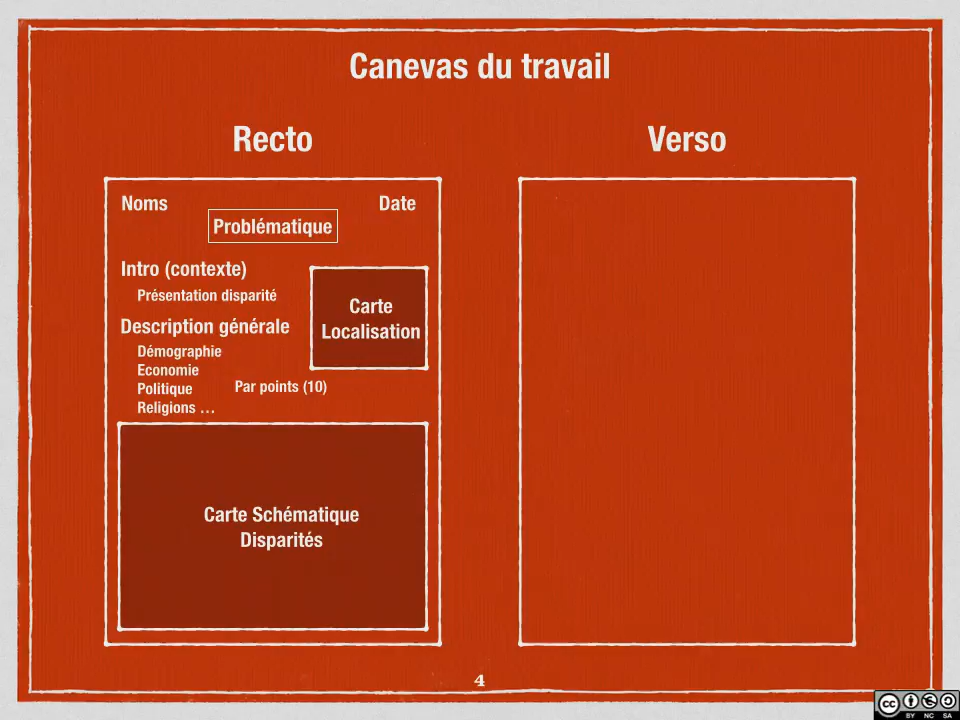 Canevas du travail
Recto
Verso
Noms
Date
Problématique
Intro (contexte)
Présentation disparité
Carte
Localisation
Description générale
Démographie
Economie
Politique
Par points (10)
Religions …
Carte Schématique
Disparités
4
cc
BY NC SA